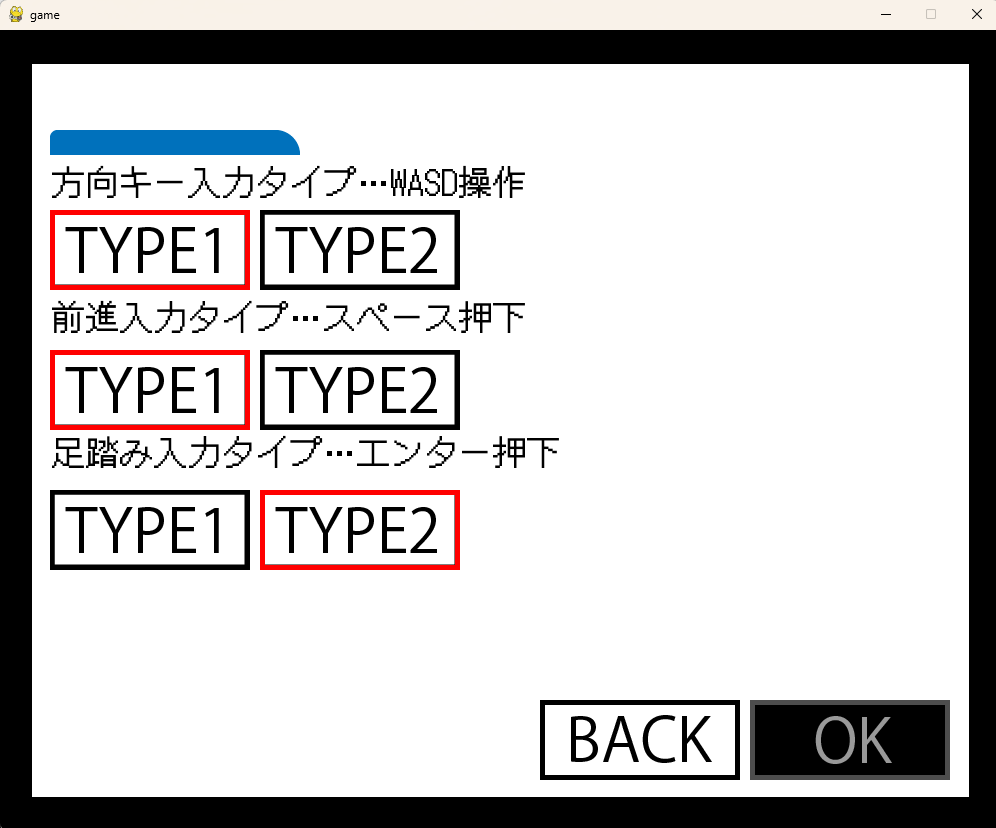 game
方向キー入力タイプ…WASD操作
TYPE1 TYPE2
前進入力タイプ…スペース押下
TYPE1 TYPE2
足踏み入力タイプ…エンター押下
TYPE1 TYPE2
BACK OK